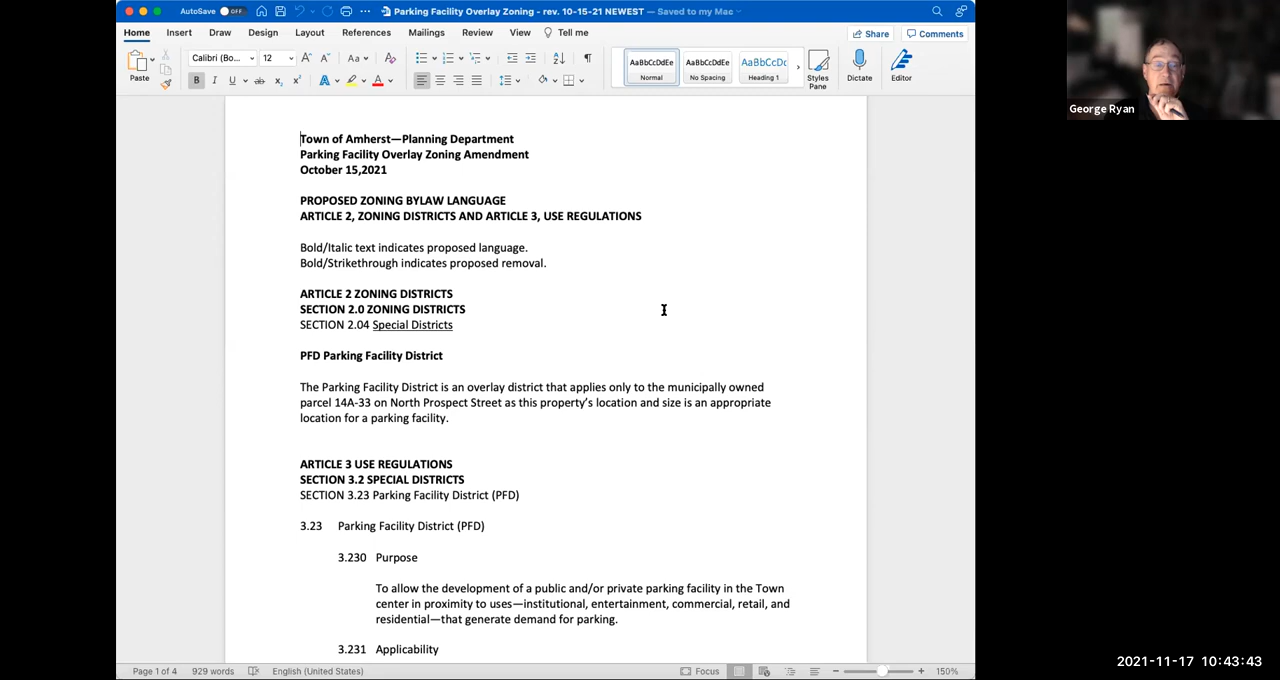 AutoSave OFF Parking Facility Overlay Zoning - rev. 10-15-21 NEWEST — Saved to my Mac
Home Insert Draw Design Layout References Mailings Review View Tell me Share Comments
Calibri (Bo... 12 AaBbCcDdEe AaBbCcDdEe AaBbCcDc
Paste Normal No Spacing Heading 1 Styles Pane Dictate Editor
Town of Amherst—Planning Department
Parking Facility Overlay Zoning Amendment
October 15,2021
PROPOSED ZONING BYLAW LANGUAGE
ARTICLE 2, ZONING DISTRICTS AND ARTICLE 3, USE REGULATIONS
Bold/Italic text indicates proposed language.
Bold/Strikethrough indicates proposed removal.
ARTICLE 2 ZONING DISTRICTS
SECTION 2.0 ZONING DISTRICTS
SECTION 2.04 Special Districts
PFD Parking Facility District
The Parking Facility District is an overlay district that applies only to the municipally owned
parcel 14A-33 on North Prospect Street as this property's location and size is an appropriate
location for a parking facility.
ARTICLE 3 USE REGULATIONS
SECTION 3.2 SPECIAL DISTRICTS
SECTION 3.23 Parking Facility District (PFD)
3.23 Parking Facility District (PFD)
3.230 Purpose
To allow the development of a public and/or private parking facility in the Town
center in proximity to uses—institutional, entertainment, commercial, retail, and
residential—that generate demand for parking.
3.231 Applicability
Page 1 of 4 929 words English (United States) Focus 150%
George Ryan
2021-11-17 10:43:43